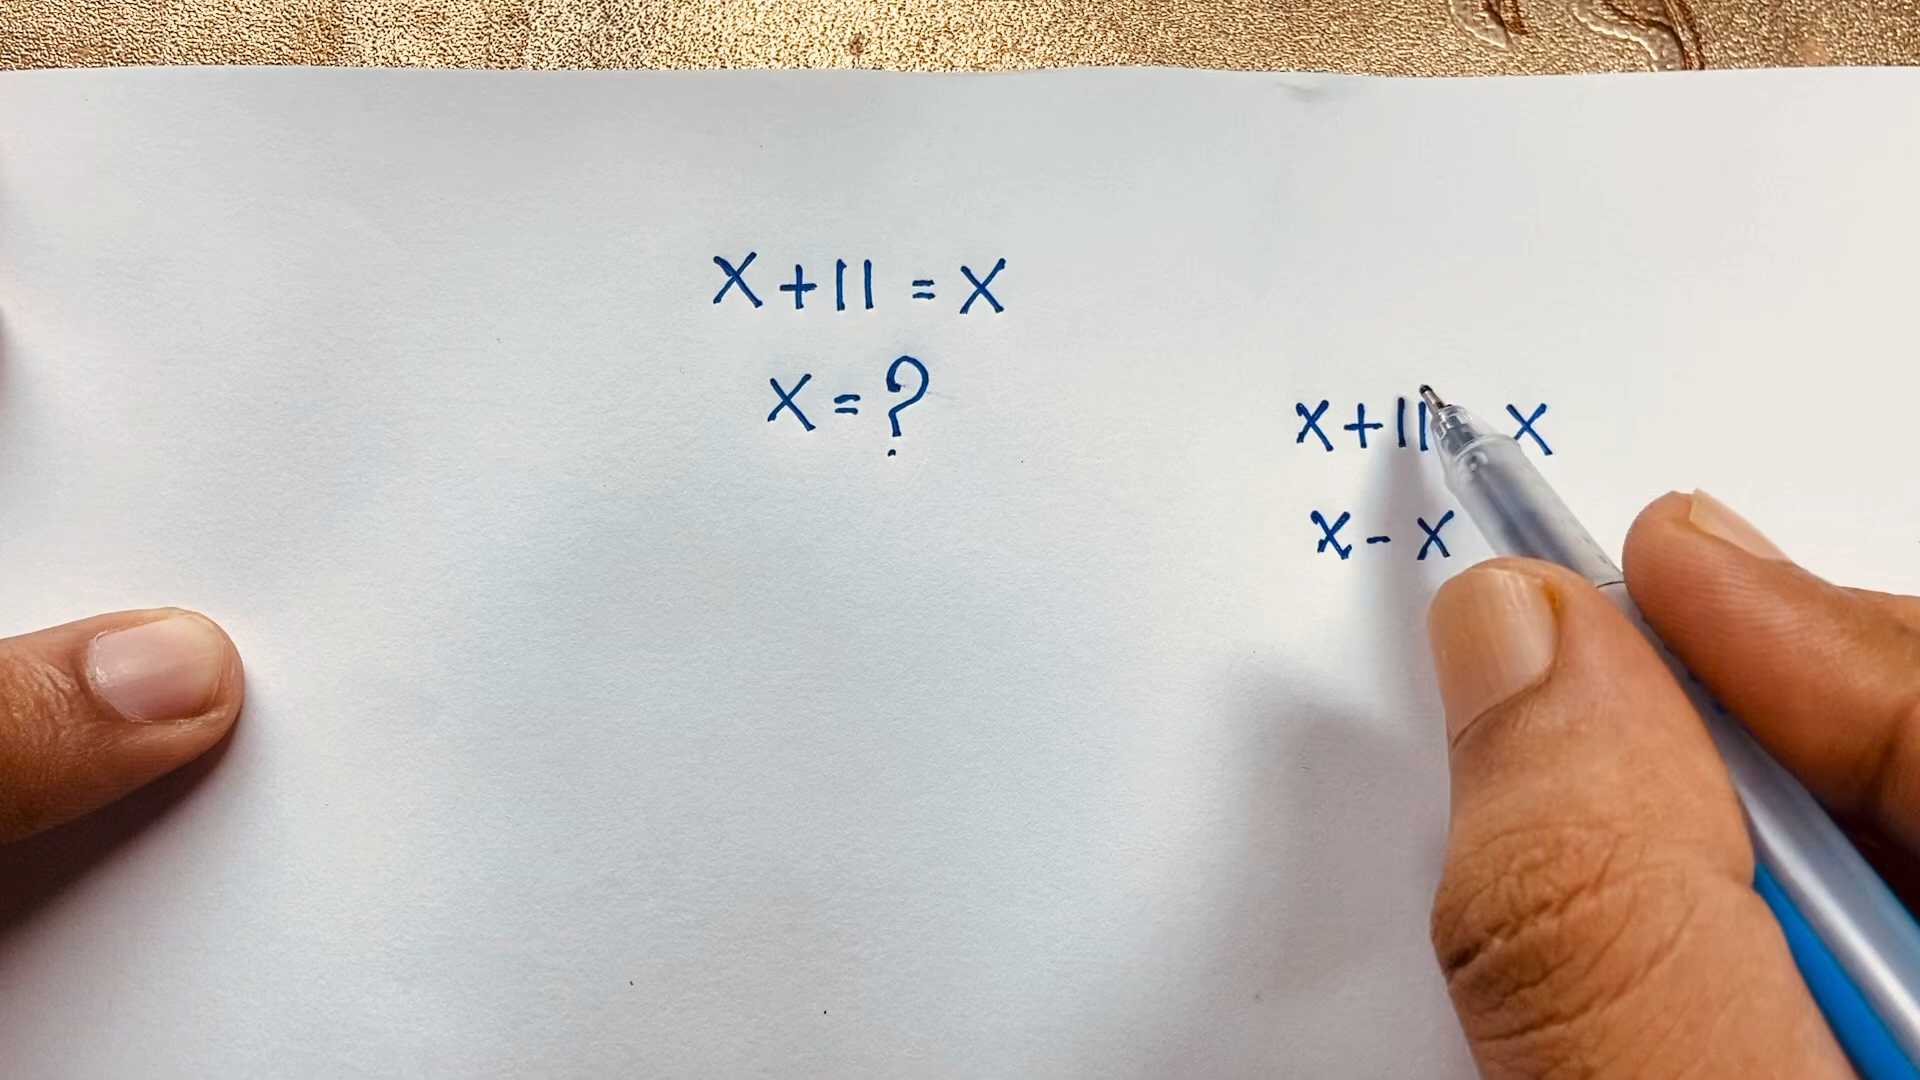 x+11 = x
x = ?
x+11 x
x - x